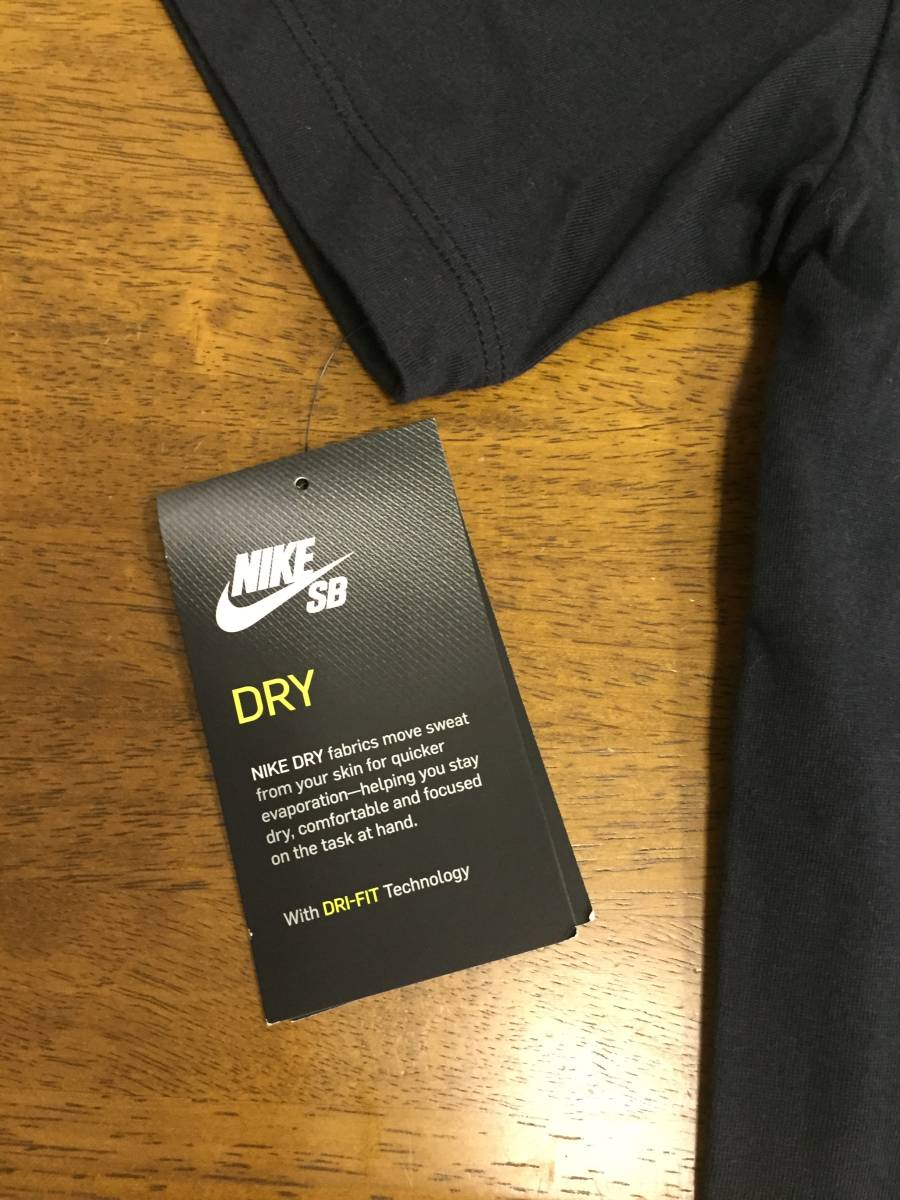 NIKE
SB
DRY
NIKE DRY fabrics move sweat
from your skin for quicker
evaporation—helping you stay
dry, comfortable and focused
on the task at hand.
With DRI-FIT Technology